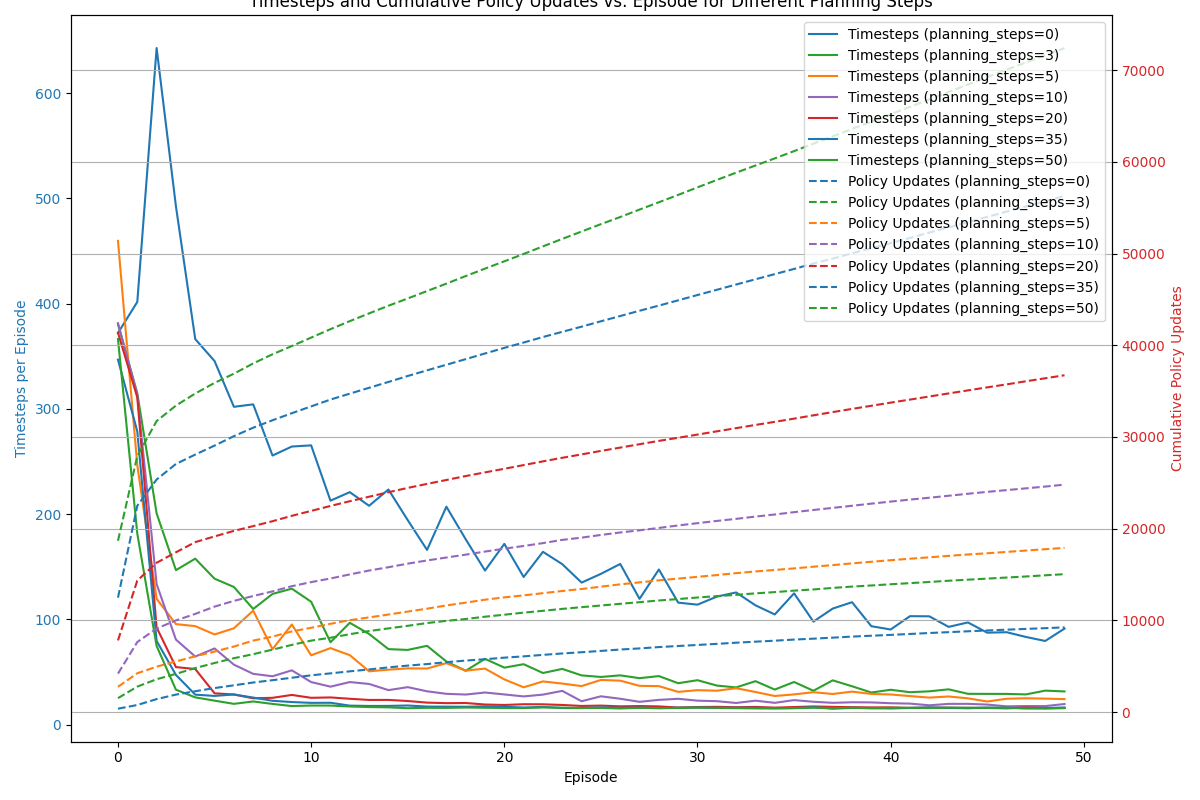 Timesteps and Cumulative Policy Updates vs. Episode for Different Planning Steps
Timesteps (planning_steps=0)
Timesteps (planning_steps=3)
Timesteps (planning_steps=5)
Timesteps (planning_steps=10)
Timesteps (planning_steps=20)
Timesteps (planning_steps=35)
Timesteps (planning_steps=50)
Policy Updates (planning_steps=0)
Policy Updates (planning_steps=3)
Policy Updates (planning_steps=5)
Policy Updates (planning_steps=10)
Policy Updates (planning_steps=20)
Policy Updates (planning_steps=35)
Policy Updates (planning_steps=50)
Timesteps per Episode
600
500
400
300
200
100
0
70000
60000
50000
40000
30000
20000
10000
0
Cumulative Policy Updates
0
10
20
30
40
50
Episode